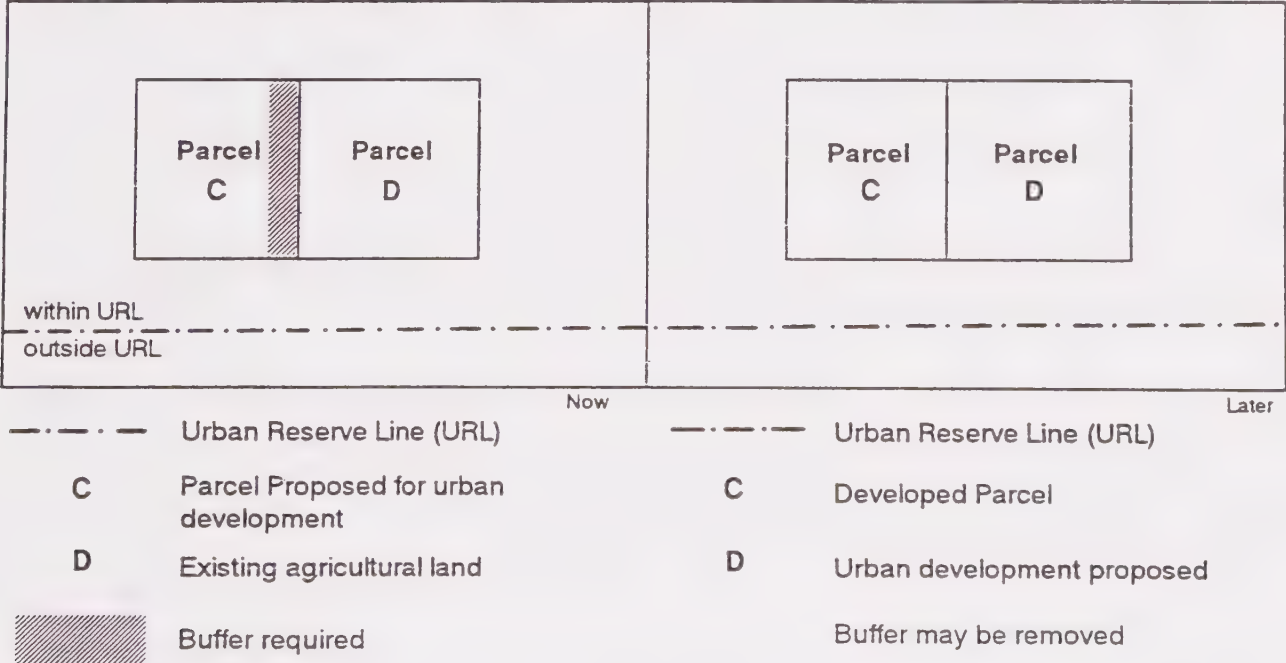 Parcel
C
Parcel
D
within URL
outside URL
Now
Urban Reserve Line (URL)
C Parcel Proposed for urban
development
D Existing agricultural land
Buffer required
Parcel
C
Parcel
D
Later
Urban Reserve Line (URL)
C Developed Parcel
D Urban development proposed
Buffer may be removed